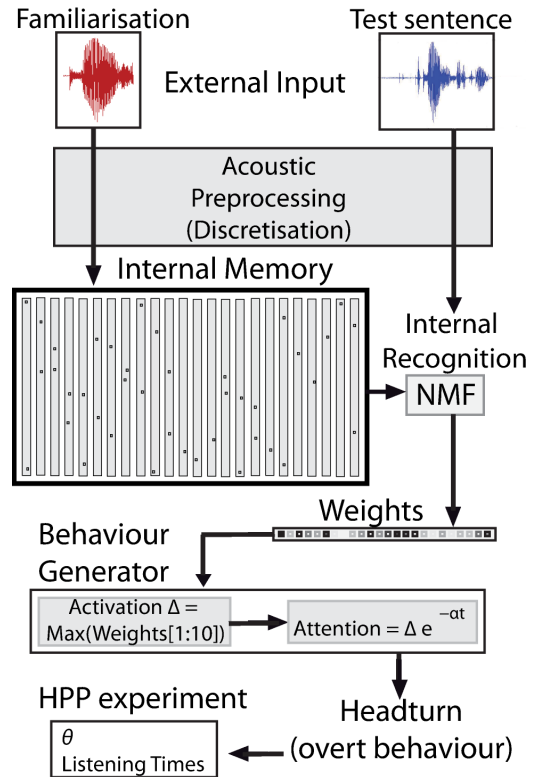 Familiarisation
Test sentence
External Input
Acoustic
Preprocessing
(Discretisation)
Internal Memory
Internal
Recognition
NMF
Weights
Behaviour
Generator
Activation Δ =
Max(Weights[1:10])
Attention = Δ e −αt
HPP experiment
Headturn
(overt behaviour)
θ
Listening Times